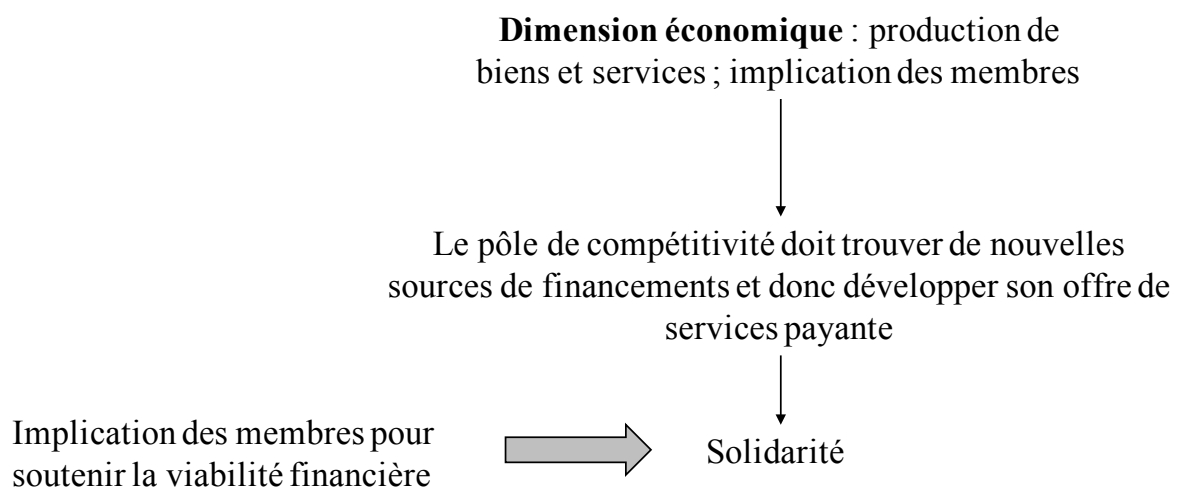 Dimension économique : production de
biens et services ; implication des membres
Le pôle de compétitivité doit trouver de nouvelles
sources de financements et donc développer son offre de
services payante
Implication des membres pour
soutenir la viabilité financière
Solidarité